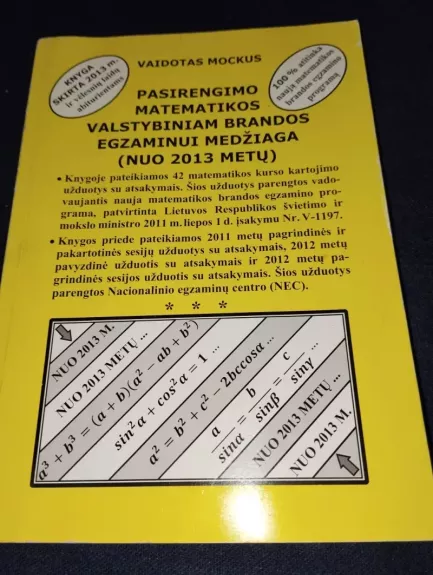 VAIDOTAS MOCKUS
KNYGA
SKIRTA 2013 m.
ir vėlesnių laidų
abiturientams
100 % atitinka
naują matematikos
brandos egzamino
programą
PASIRENGIMO
MATEMATIKOS
VALSTYBINIAM BRANDOS
EGZAMINUI MEDŽIAGA
(NUO 2013 METŲ)
• Knygoje pateikiamos 42 matematikos kurso kartojimo
užduotys su atsakymais. Šios užduotys parengtos vado-
vaujantis nauja matematikos brandos egzamino pro-
grama, patvirtinta Lietuvos Respublikos švietimo ir
mokslo ministro 2011 m. liepos 1 d. įsakymu Nr. V-1197.
• Knygos priede pateikiamos 2011 metų pagrindinės ir
pakartotinės sesijų užduotys su atsakymais, 2012 metų
pavyzdinė užduotis su atsakymais ir 2012 metų pa-
grindinės sesijos užduotis su atsakymais. Šios užduotys
parengtos Nacionalinio egzaminų centro (NEC).
* * *
NUO 2013 M.
NUO 2013 METŲ ...
a³ + b³ = (a + b)(a² − ab + b²)
sin²α + cos²α = 1 ...
a² = b² + c² − 2bccosα ...
a/sinα = b/sinβ = c/sinγ ...
NUO 2013 METŲ ...
NUO 2013 M.